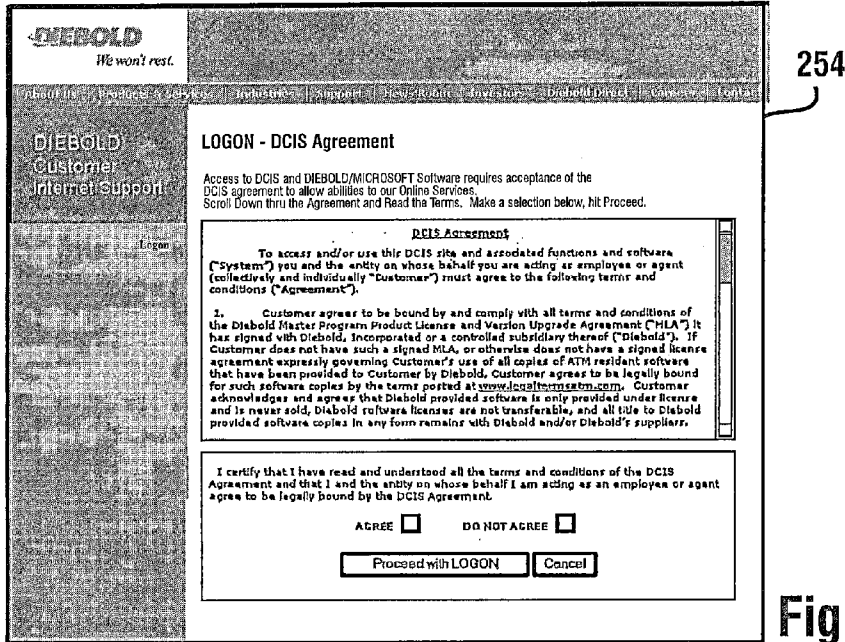 DIEBOLD
We won't rest.
About Us Products & Services Industries Support News Room Investors Diebold Direct Careers Contac
254
DIEBOLD
Customer
Internet Support
Logon
LOGON - DCIS Agreement
Access to DCIS and DIEBOLD/MICROSOFT Software requires acceptance of the
DCIS agreement to allow abilities to our Online Services.
Scroll Down thru the Agreement and Read the Terms. Make a selection below, hit Proceed.
DCIS Agreement
To access and/or use this DCIS site and associated functions and software
("System") you and the entity on whose behalf you are acting as employee or agent
(collectively and individually "Customer") must agree to the following terms and
conditions ("Agreement").
1. Customer agrees to be bound by and comply with all terms and conditions of
the Diebold Master Program Product License and Version Upgrade Agreement ("MLA") it
has signed with Diebold, Incorporated or a controlled subsidiary thereof ("Diebold"). If
Customer does not have such a signed MLA, or otherwise does not have a signed license
agreement expressly governing Customer's use of all copies of ATM resident software
that have been provided to Customer by Diebold, Customer agrees to be legally bound
for such software copies by the terms posted at www.legaltermsatm.com. Customer
acknowledges and agrees that Diebold provided software is only provided under license
and is never sold, Diebold software licenses are not transferable, and all title to Diebold
provided software copies in any form remains with Diebold and/or Diebold's suppliers.
I certify that I have read and understood all the terms and conditions of the DCIS
Agreement and that I and the entity on whose behalf I am acting as an employee or agent
agree to be legally bound by the DCIS Agreement
AGREE DO NOT AGREE
Proceed with LOGON Cancel
Fig